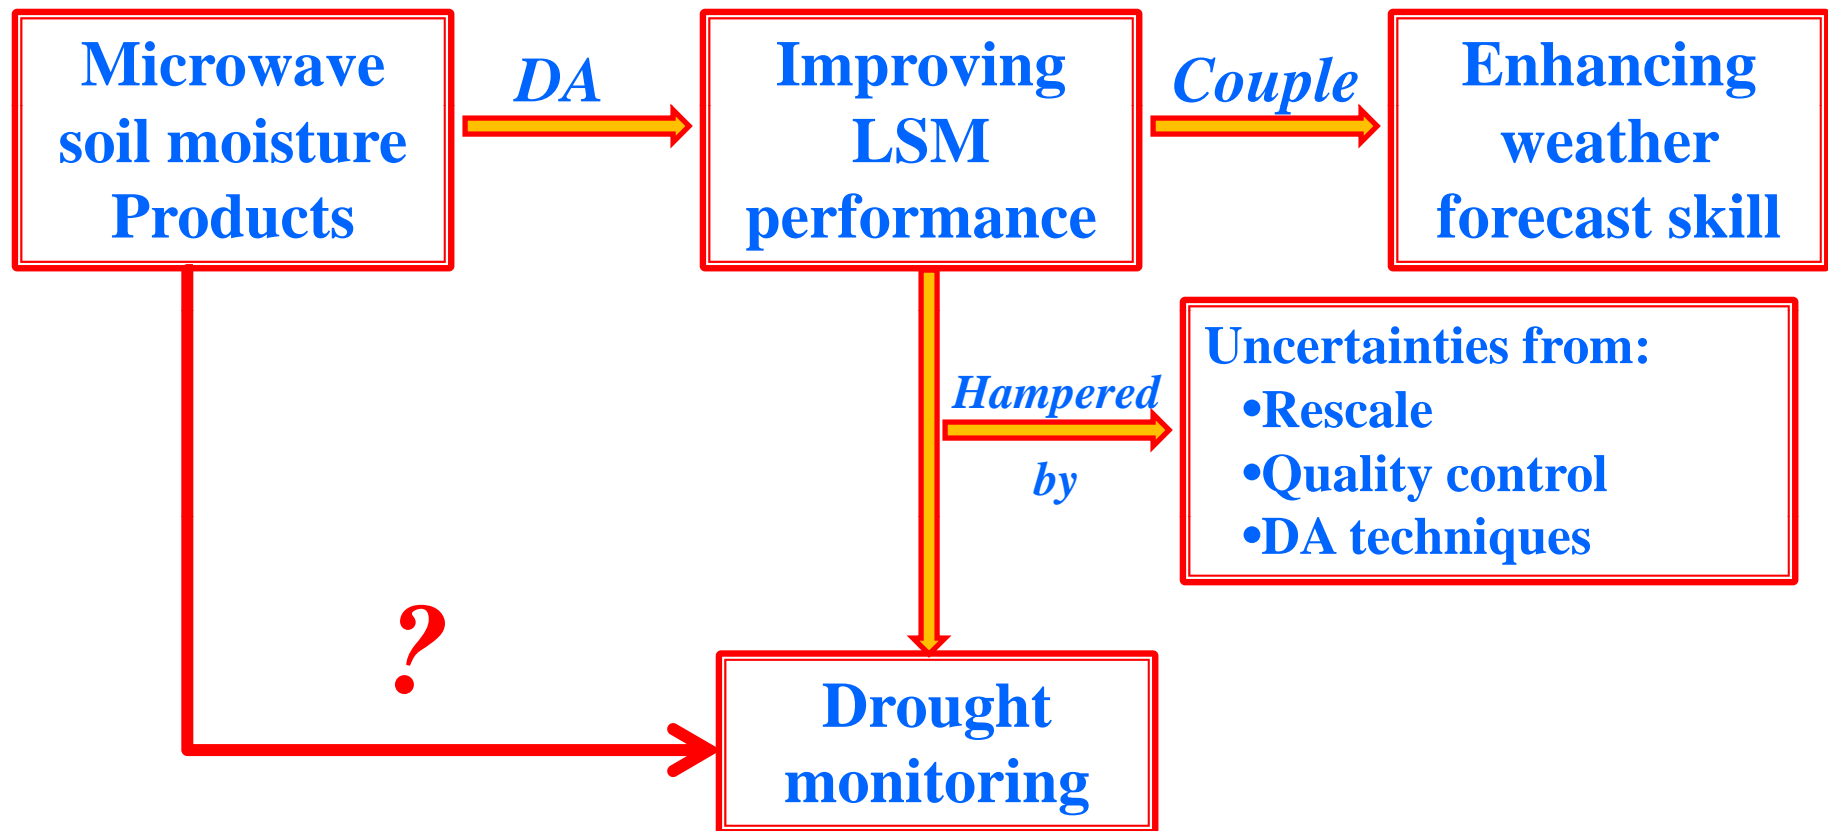 Microwave
soil moisture
Products
DA
Improving
LSM
performance
Couple
Enhancing
weather
forecast skill
Hampered
by
Uncertainties from:
•Rescale
•Quality control
•DA techniques
?
Drought
monitoring